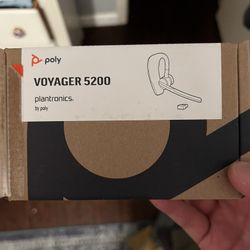 poly
VOYAGER 5200
plantronics.
by poly